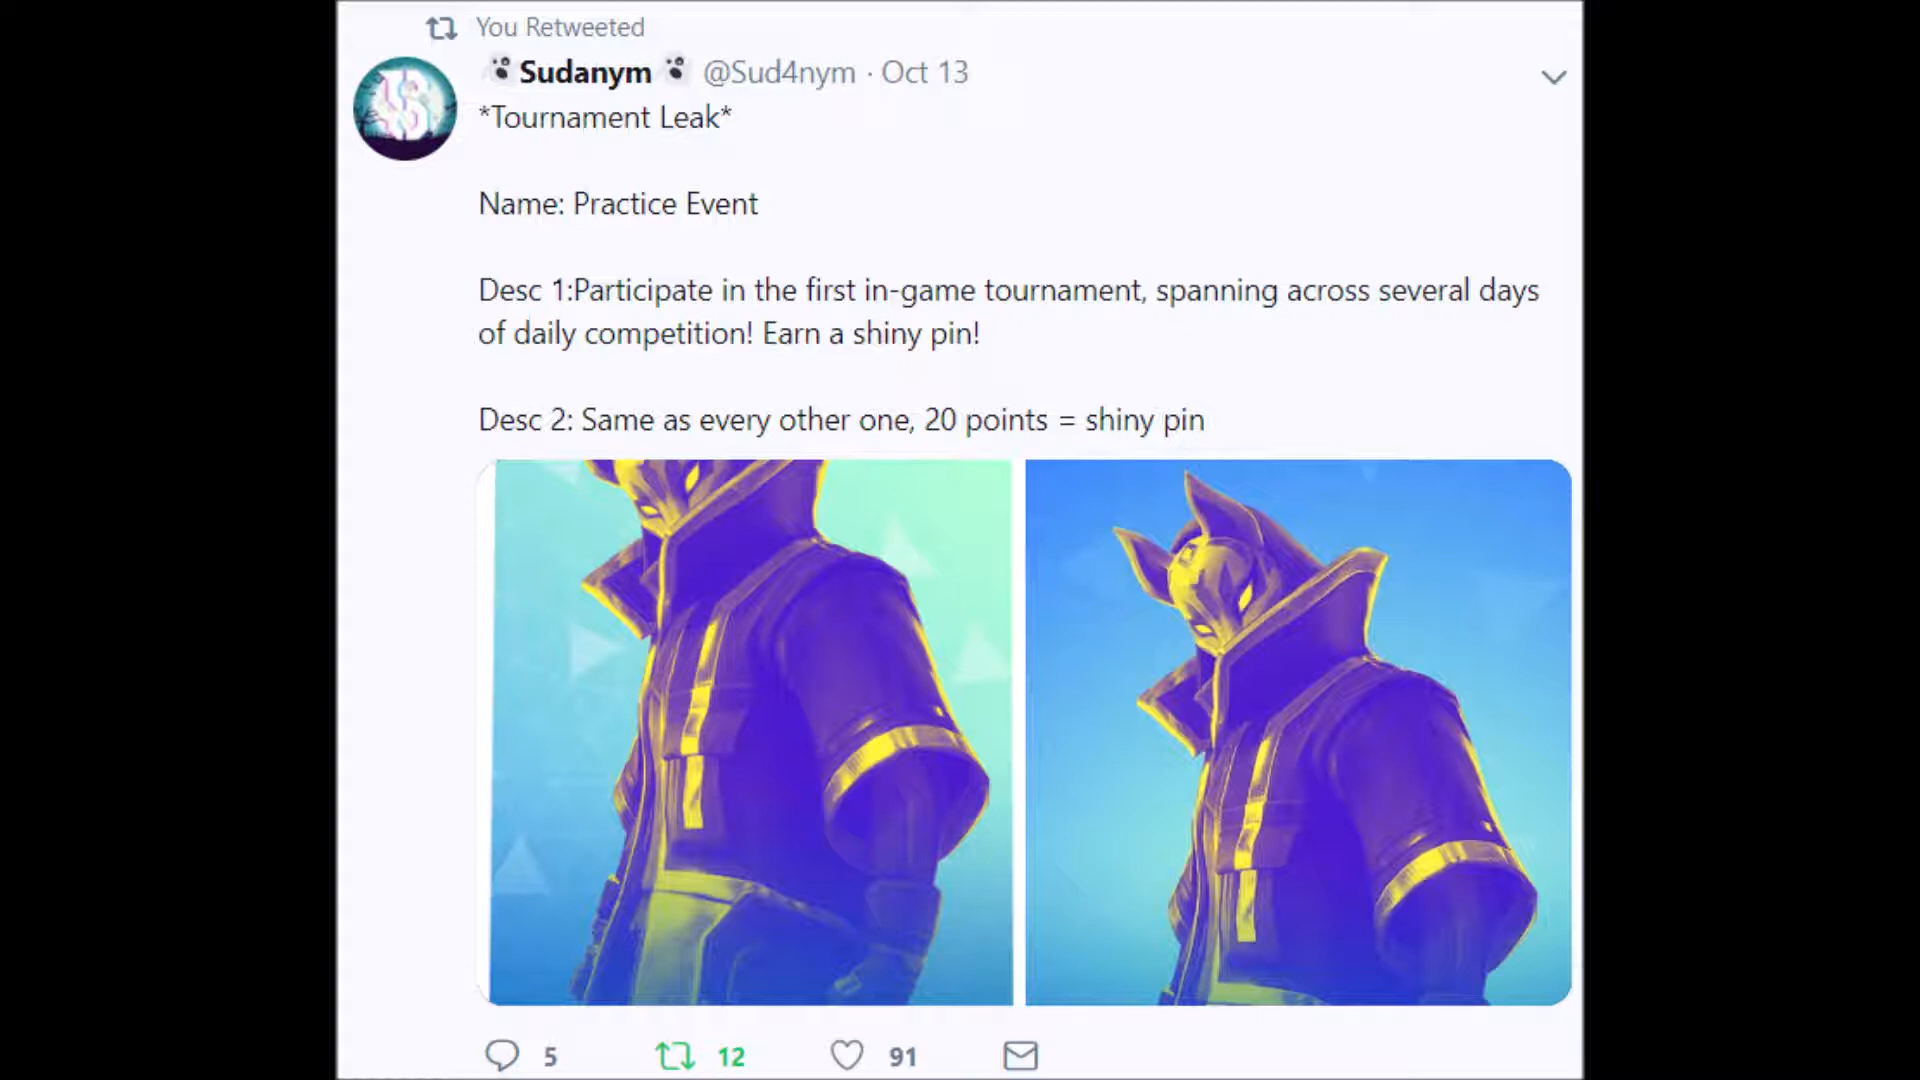 You Retweeted
Sudanym @Sud4nym · Oct 13
*Tournament Leak*
Name: Practice Event
Desc 1:Participate in the first in-game tournament, spanning across several days
of daily competition! Earn a shiny pin!
Desc 2: Same as every other one, 20 points = shiny pin
5 12 91